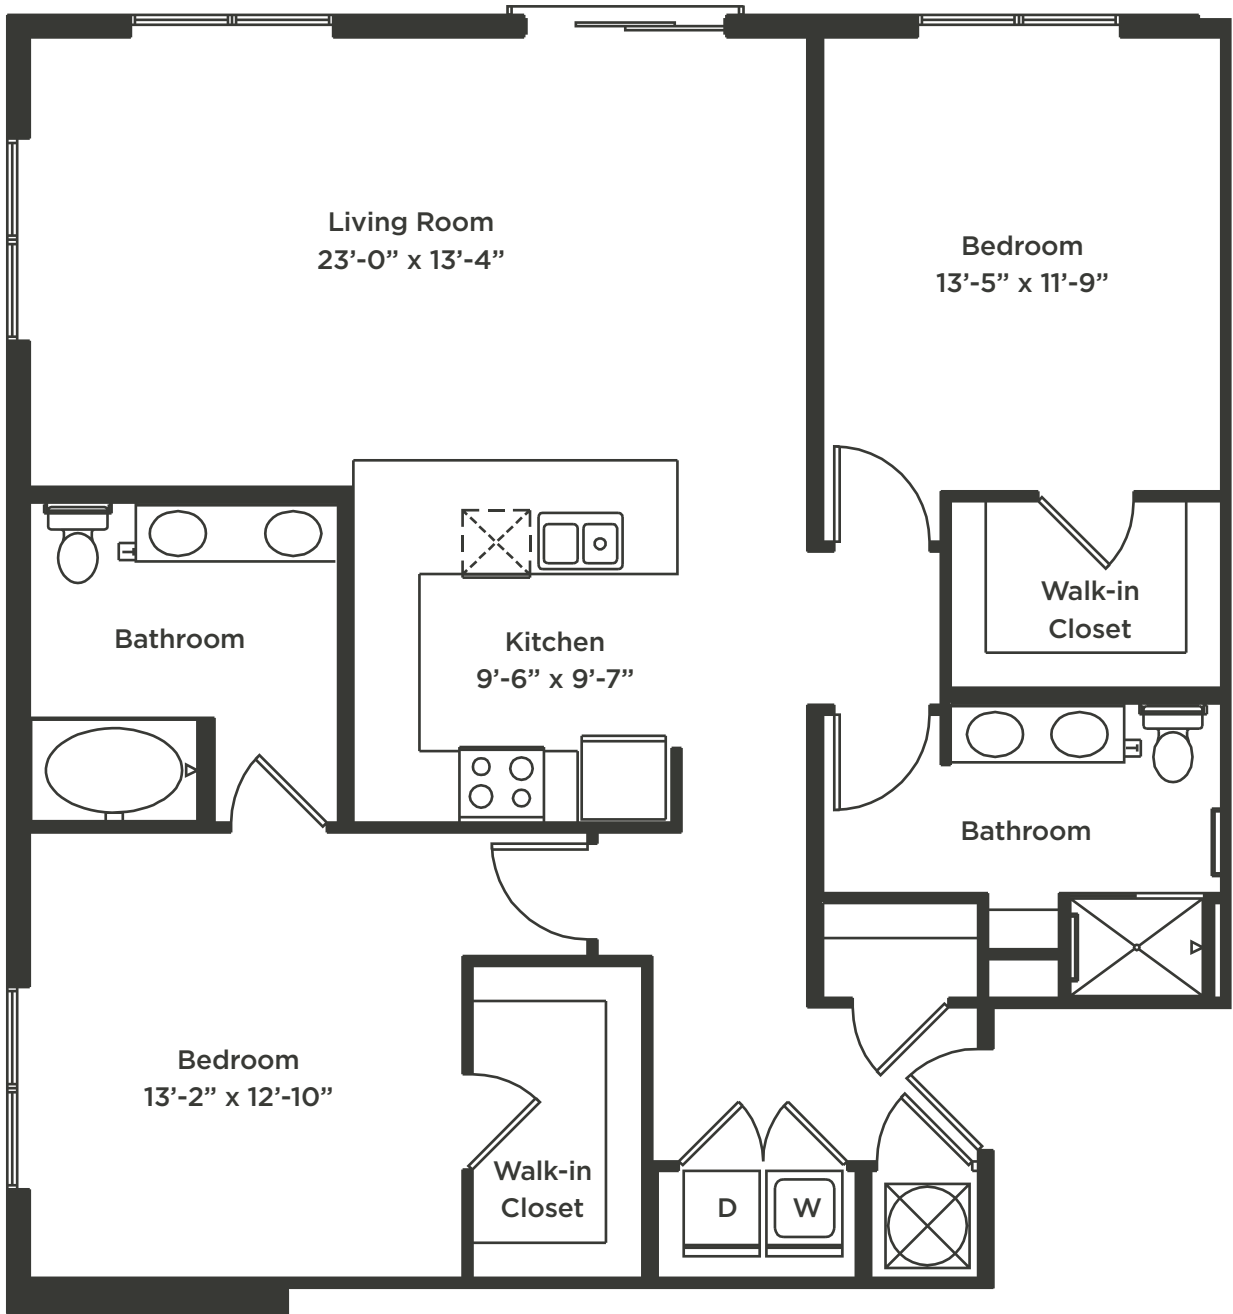 Living Room
23’-0” x 13’-4”
Bedroom
13’-5” x 11’-9”
Walk-in
Closet
Bathroom
Kitchen
9’-6” x 9’-7”
Bathroom
Bedroom
13’-2” x 12’-10”
Walk-in
Closet
D
W